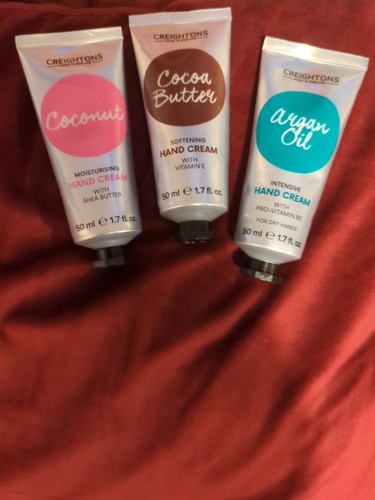 CREIGHTONS
Coconut
MOISTURISING
HAND CREAM
WITH
SHEA BUTTER
50 ml e 1.7 fl. oz.
CREIGHTONS
Cocoa
Butter
SOFTENING
HAND CREAM
WITH
VITAMIN E
50 ml e 1.7 fl. oz.
CREIGHTONS
Argan
Oil
INTENSIVE
HAND CREAM
WITH
PRO-VITAMIN B5
FOR DRY HANDS
50 ml e 1.7 fl. oz.